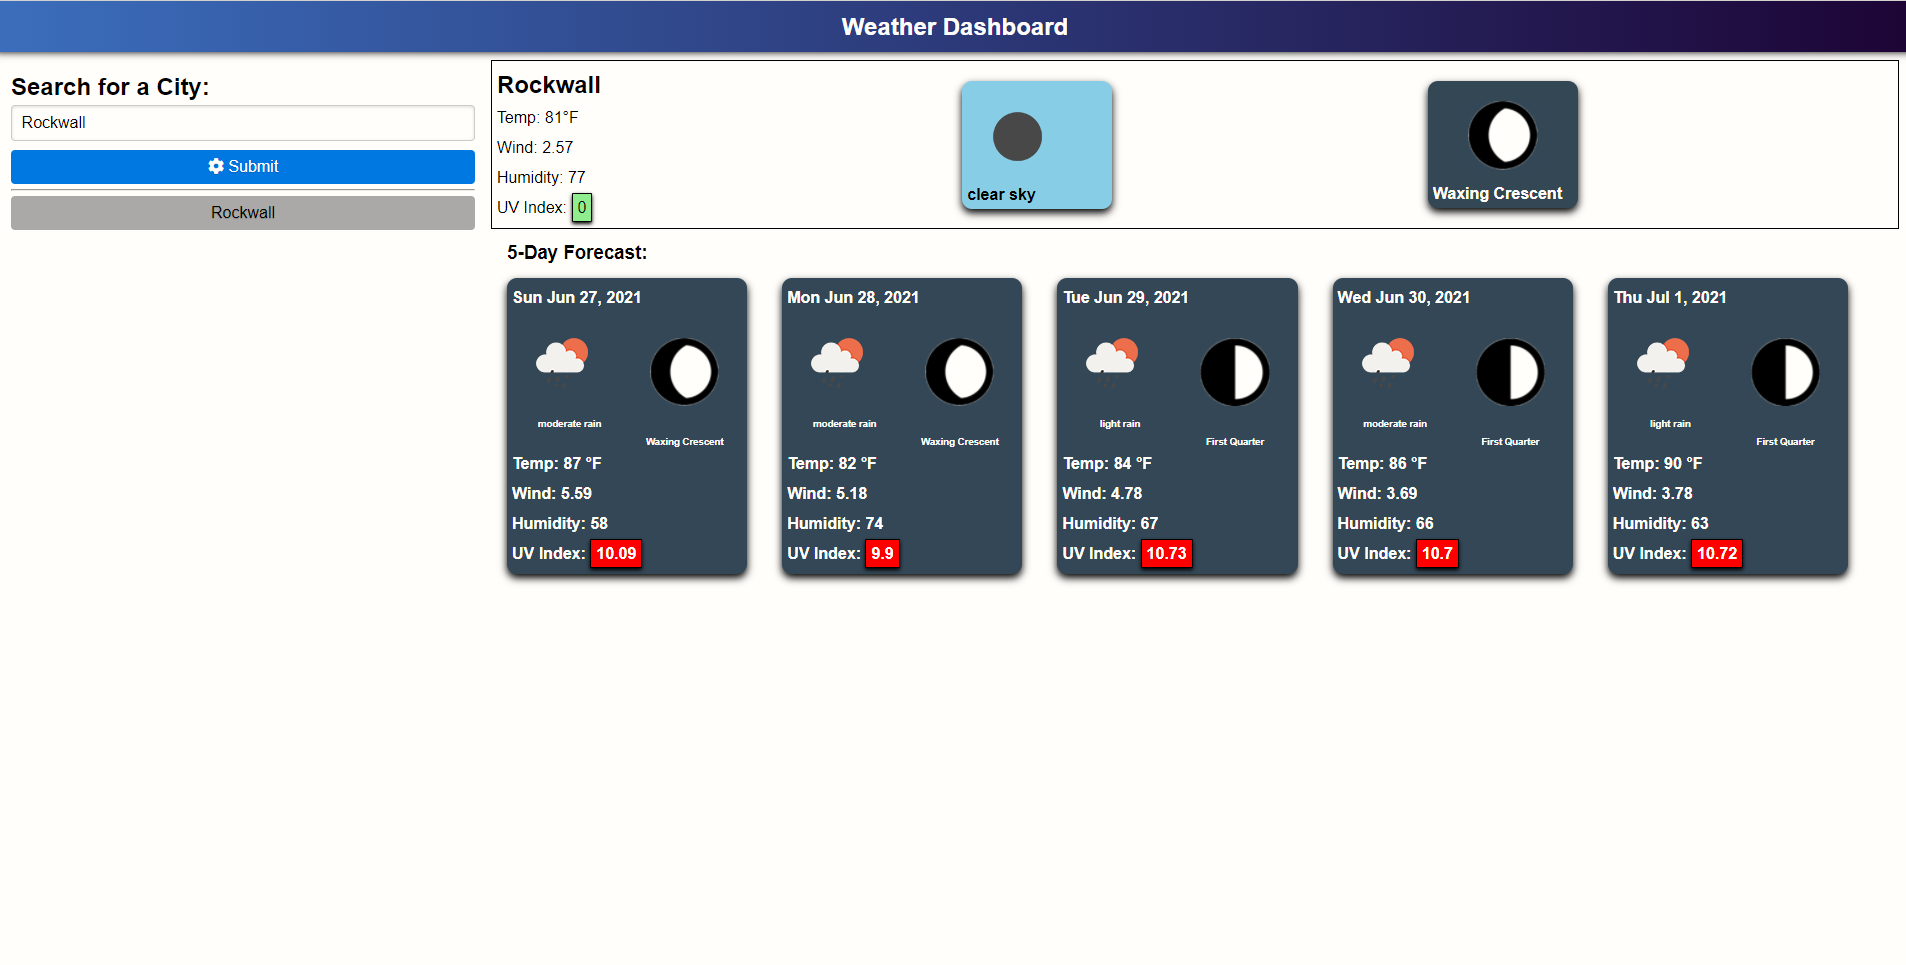 Weather Dashboard
Search for a City:
Rockwall
Submit
Rockwall
Rockwall
Temp: 81°F
Wind: 2.57
Humidity: 77
UV Index: 0
clear sky
Waxing Crescent
5-Day Forecast:
Sun Jun 27, 2021
moderate rain
Waxing Crescent
Temp: 87 °F
Wind: 5.59
Humidity: 58
UV Index: 10.09
Mon Jun 28, 2021
moderate rain
Waxing Crescent
Temp: 82 °F
Wind: 5.18
Humidity: 74
UV Index: 9.9
Tue Jun 29, 2021
light rain
First Quarter
Temp: 84 °F
Wind: 4.78
Humidity: 67
UV Index: 10.73
Wed Jun 30, 2021
moderate rain
First Quarter
Temp: 86 °F
Wind: 3.69
Humidity: 66
UV Index: 10.7
Thu Jul 1, 2021
light rain
First Quarter
Temp: 90 °F
Wind: 3.78
Humidity: 63
UV Index: 10.72